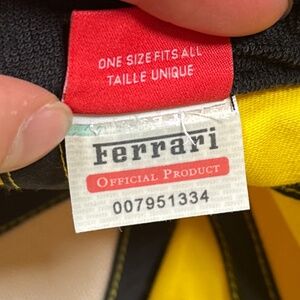 ONE SIZE FITS ALL
TAILLE UNIQUE
Ferrari
OFFICIAL PRODUCT
007951334